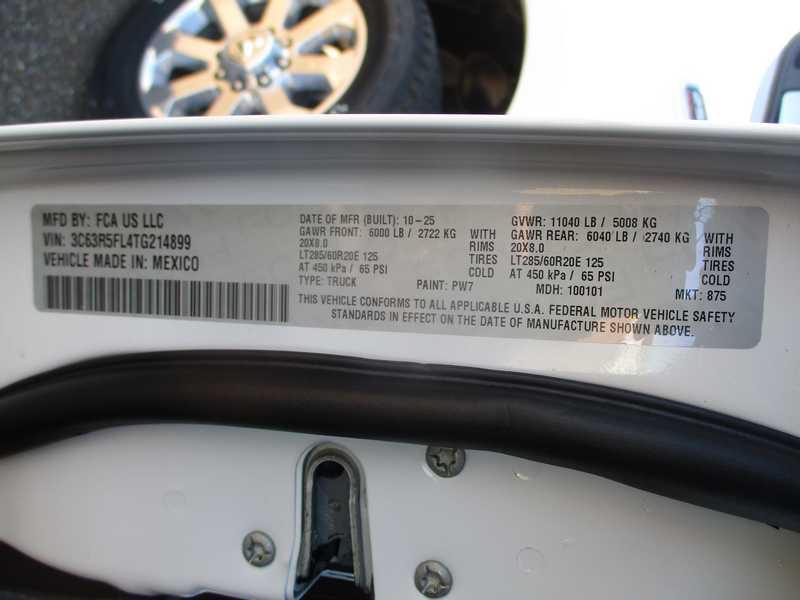 MFD BY: FCA US LLC
VIN: 3C63R5FL4TG214899
VEHICLE MADE IN: MEXICO
DATE OF MFR (BUILT): 10-25
GAWR FRONT: 6000 LB / 2722 KG WITH
20X8.0 RIMS
LT285/60R20E 125 TIRES
AT 450 kPa / 65 PSI COLD
TYPE: TRUCK PAINT: PW7
GVWR: 11040 LB / 5008 KG
GAWR REAR: 6040 LB / 2740 KG WITH
20X8.0 RIMS
LT285/60R20E 125 TIRES
AT 450 kPa / 65 PSI COLD
MDH: 100101 MKT: 875
THIS VEHICLE CONFORMS TO ALL APPLICABLE U.S.A. FEDERAL MOTOR VEHICLE SAFETY
STANDARDS IN EFFECT ON THE DATE OF MANUFACTURE SHOWN ABOVE.